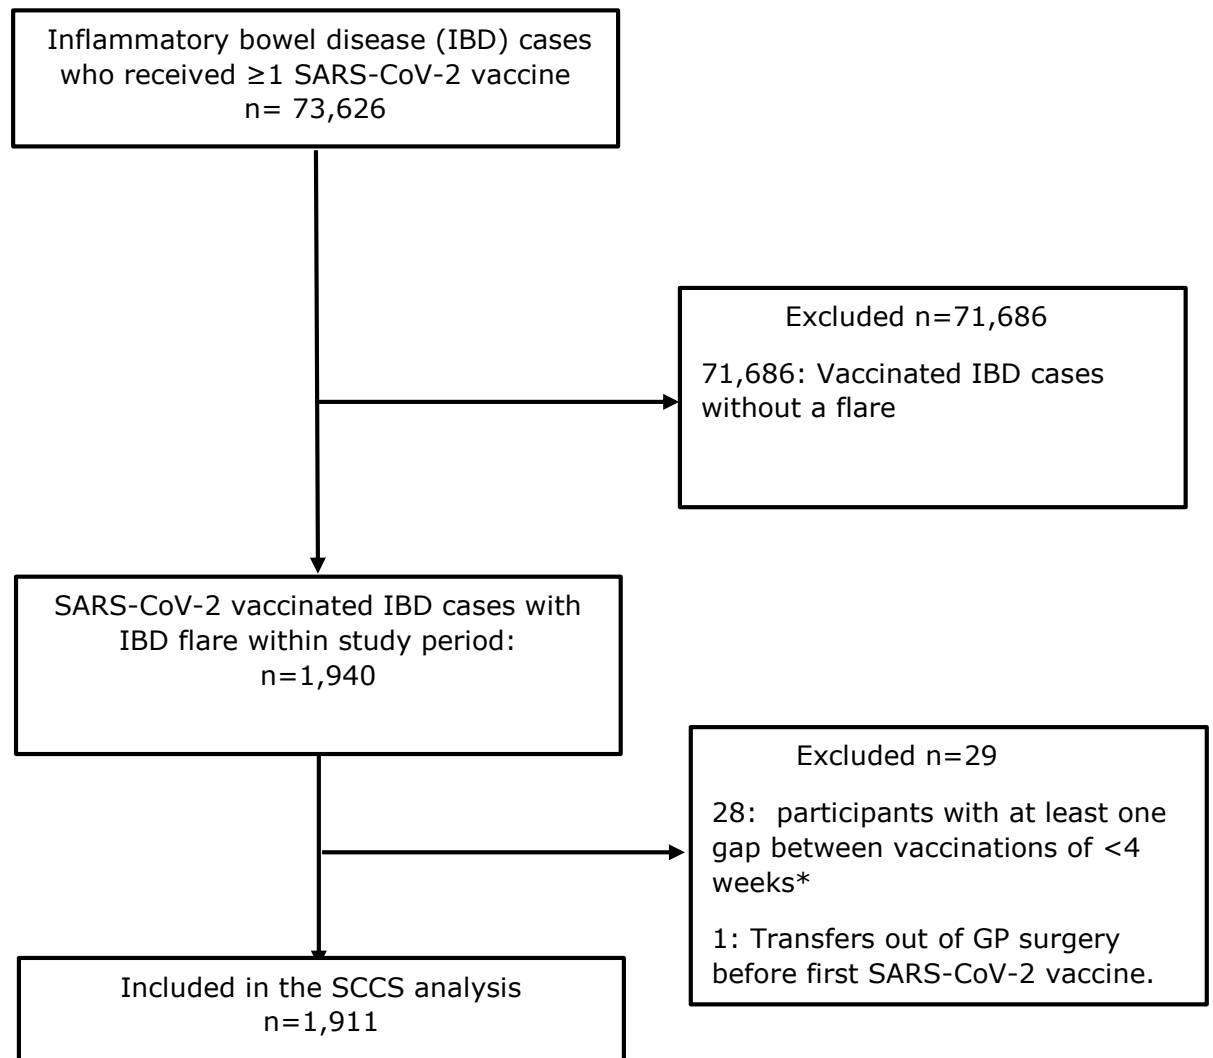 Inflammatory bowel disease (IBD) cases
who received ≥1 SARS-CoV-2 vaccine
n= 73,626
Excluded n=71,686
71,686: Vaccinated IBD cases
without a flare
SARS-CoV-2 vaccinated IBD cases with
IBD flare within study period:
n=1,940
Excluded n=29
28:  participants with at least one
gap between vaccinations of <4
weeks*
1: Transfers out of GP surgery
before first SARS-CoV-2 vaccine.
Included in the SCCS analysis
n=1,911